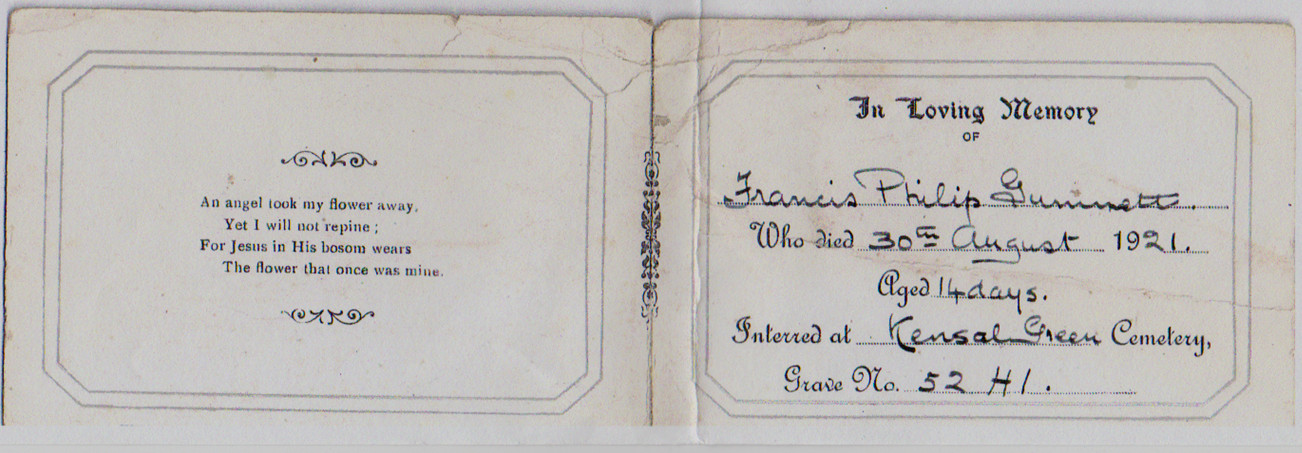 An angel took my flower away,
Yet I will not repine ;
For Jesus in His bosom wears
The flower that once was mine.
In Loving Memory
OF
Francis Philip Gummett.
Who died 30th August 1921.
Aged 14 days.
Interred at Kensal Green Cemetery,
Grave No. 52 H1.